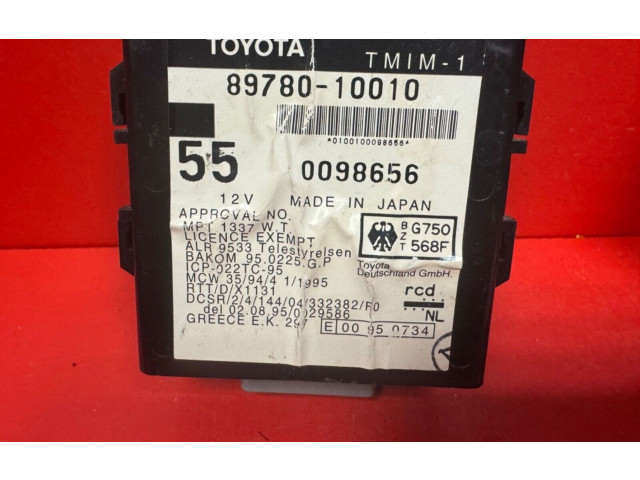 TOYOTA
TMIM-1
89780-10010
*0100100098656*
55
0098656
12V MADE IN JAPAN
APPROVAL NO.
MPT 1337 W.T.
LICENCE EXEMPT
ALR 9533 Telestyrelsen
BAKOM 95.0225.G.P
ICP-022TC-95
MCW 35/94/4 1/1995
RTT/D/X1131
DCSR/2/4/144/04/332382/F0
del 02.08.95/0029586
GREECE E.K. 297
BZT
G750
568F
Toyota
Deutschland GmbH.
rcd
NL
E 00 95 0734